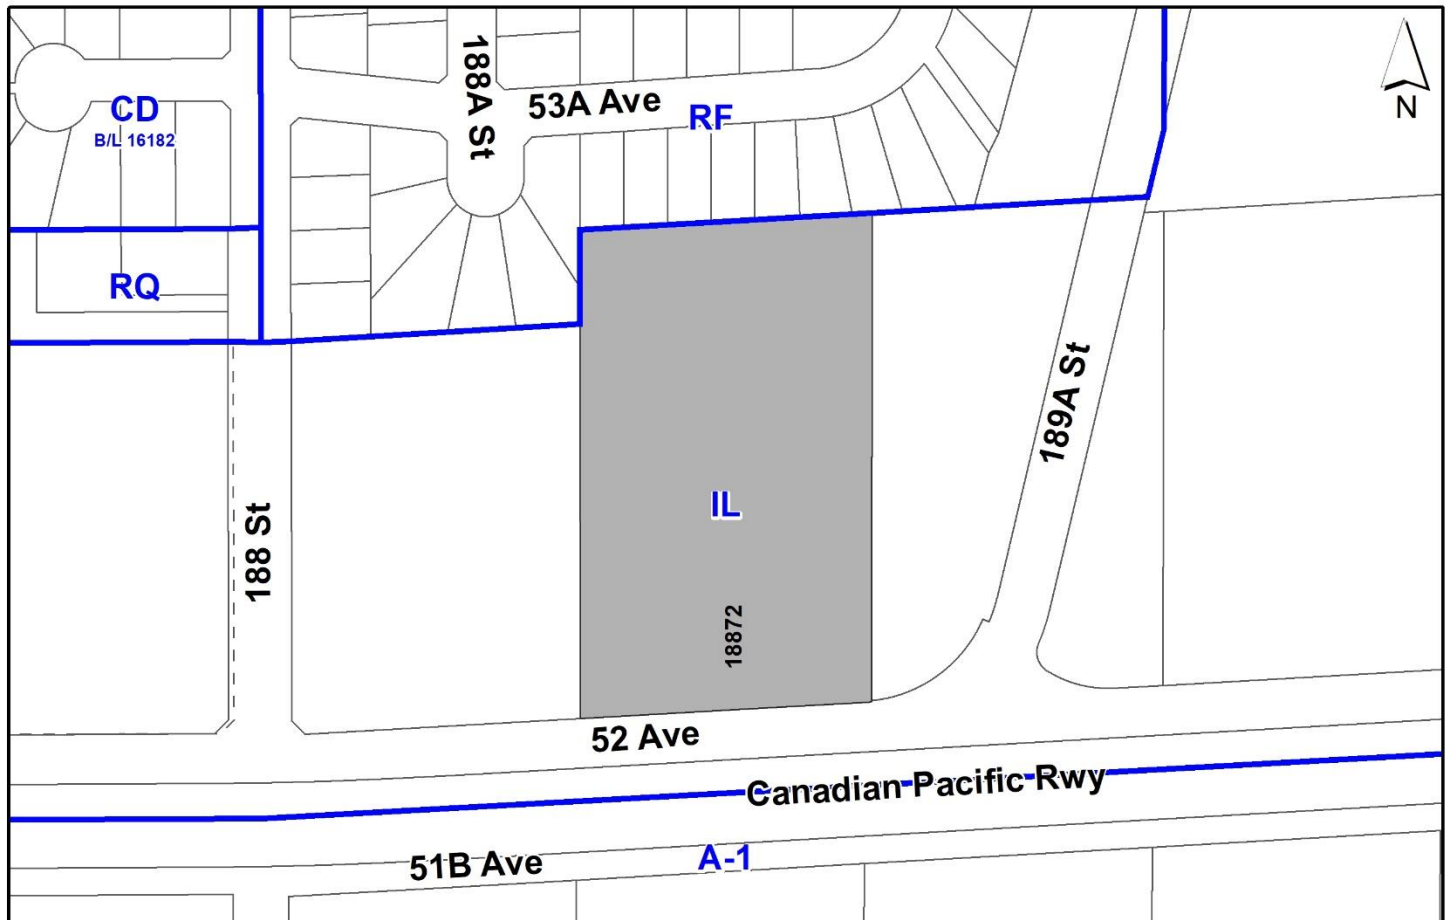 188A St
53A Ave
RF
CD
B/L 16182
N
RQ
189A St
IL
188 St
18872
52 Ave
Canadian Pacific Rwy
51B Ave
A-1